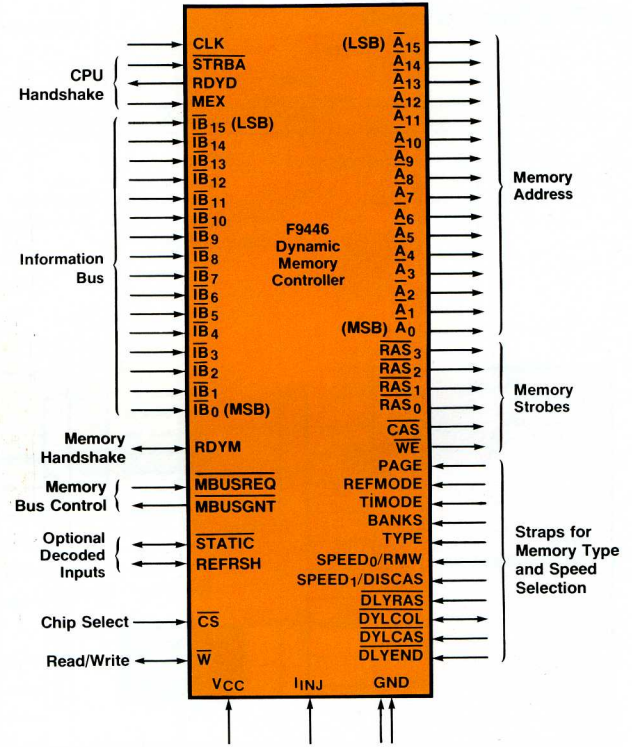 CLK
CPU
Handshake
STRBA
RDYD
MEX
Information
Bus
IB15 (LSB)
IB14
IB13
IB12
IB11
IB10
IB9
IB8
IB7
IB6
IB5
IB4
IB3
IB2
IB1
IB0 (MSB)
Memory
Handshake
RDYM
Memory
Bus Control
MBUSREQ
MBUSGNT
Optional
Decoded
Inputs
STATIC
REFRSH
Chip Select
CS
Read/Write
W
F9446
Dynamic
Memory
Controller
(LSB) A15
A14
A13
A12
A11
A10
A9
A8
A7
A6
A5
A4
A3
A2
A1
(MSB) A0
Memory
Address
RAS3
RAS2
RAS1
RAS0
CAS
WE
Memory
Strobes
PAGE
REFMODE
TIMODE
BANKS
TYPE
SPEED0/RMW
SPEED1/DISCAS
DLYRAS
DYLCOL
DYLCAS
DLYEND
Straps for
Memory Type
and Speed
Selection
VCC
IINJ
GND